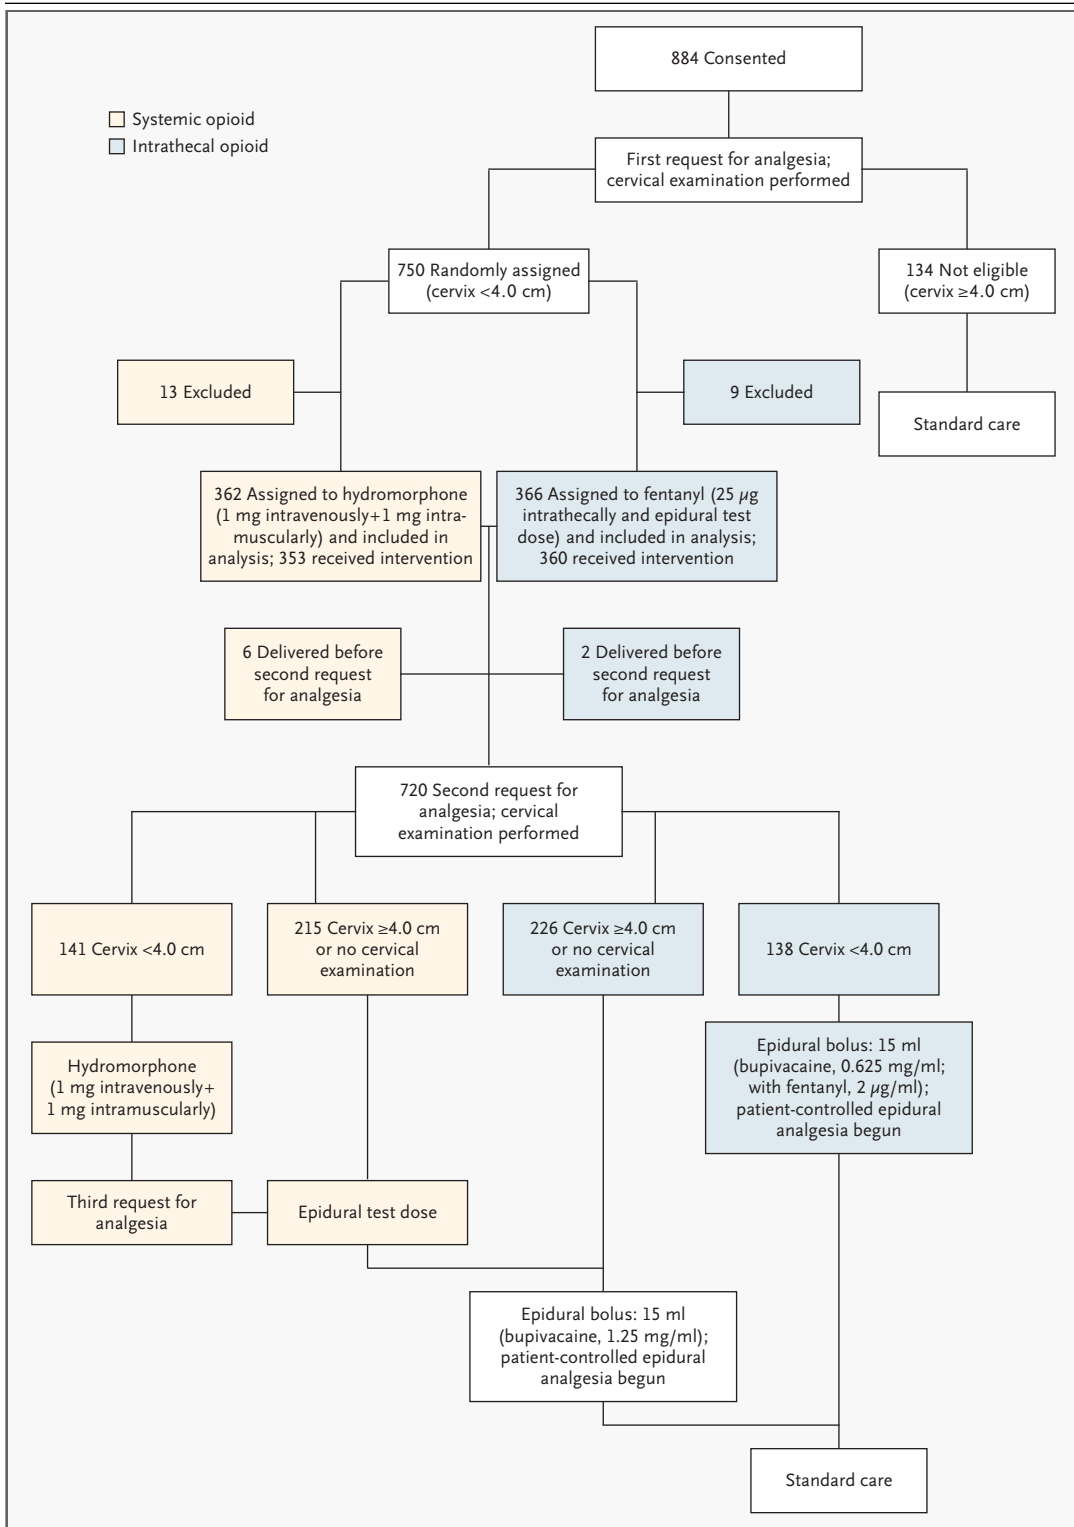 884 Consented
Systemic opioid
Intrathecal opioid
First request for analgesia;
cervical examination performed
750 Randomly assigned
(cervix <4.0 cm)
134 Not eligible
(cervix ≥4.0 cm)
13 Excluded
9 Excluded
Standard care
362 Assigned to hydromorphone
(1 mg intravenously+1 mg intra-
muscularly) and included in
analysis; 353 received intervention
366 Assigned to fentanyl (25 µg
intrathecally and epidural test
dose) and included in analysis;
360 received intervention
6 Delivered before
second request
for analgesia
2 Delivered before
second request
for analgesia
720 Second request for
analgesia; cervical
examination performed
141 Cervix <4.0 cm
215 Cervix ≥4.0 cm
or no cervical
examination
226 Cervix ≥4.0 cm
or no cervical
examination
138 Cervix <4.0 cm
Hydromorphone
(1 mg intravenously+
1 mg intramuscularly)
Epidural bolus: 15 ml
(bupivacaine, 0.625 mg/ml;
with fentanyl, 2 µg/ml);
patient-controlled epidural
analgesia begun
Third request for
analgesia
Epidural test dose
Epidural bolus: 15 ml
(bupivacaine, 1.25 mg/ml);
patient-controlled epidural
analgesia begun
Standard care